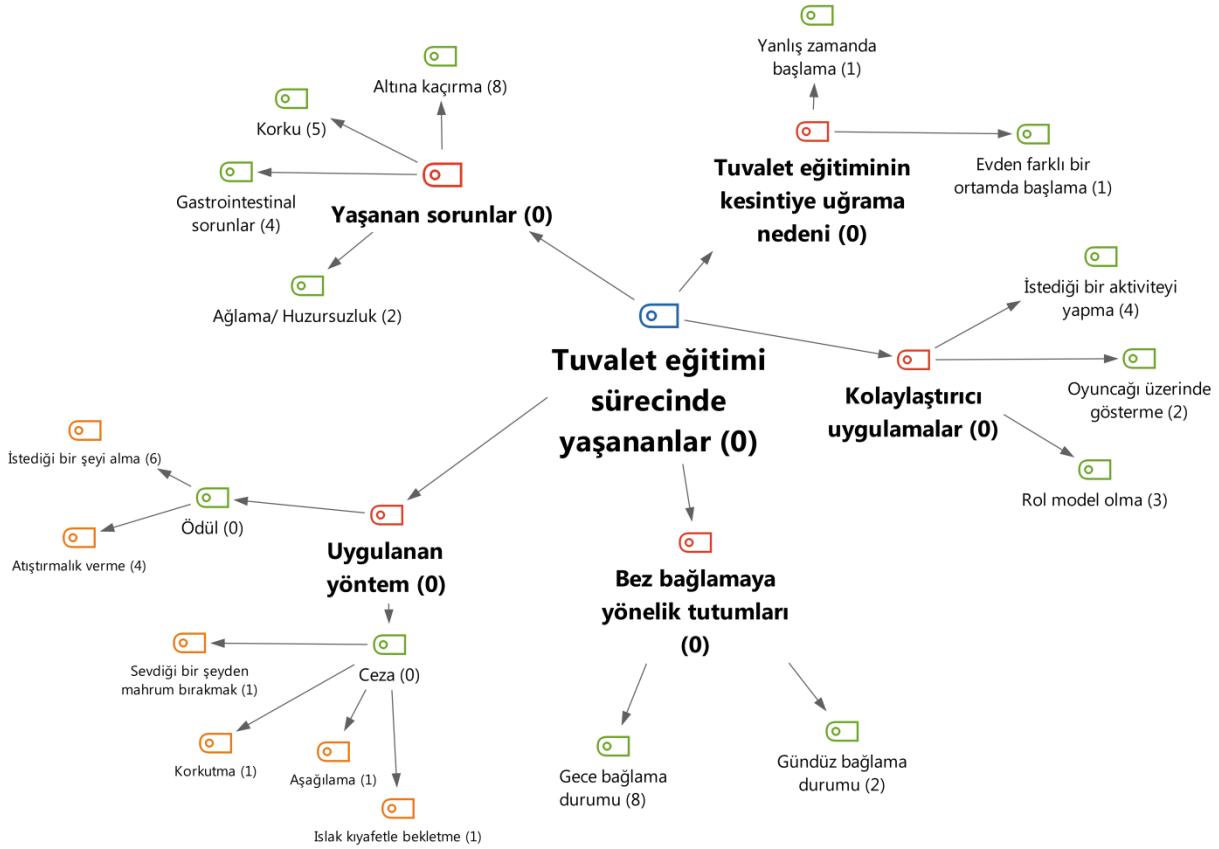 Yanlış zamanda
başlama (1)
Altına kaçırma (8)
Korku (5)
Evden farklı bir
ortamda başlama (1)
Tuvalet eğitiminin
kesintiye uğrama
nedeni (0)
Gastrointestinal
sorunlar (4)
Yaşanan sorunlar (0)
Ağlama/ Huzursuzluk (2)
İstediği bir aktiviteyi
yapma (4)
Tuvalet eğitimi
sürecinde
yaşananlar (0)
Kolaylaştırıcı
uygulamalar (0)
Oyuncağı üzerinde
gösterme (2)
Rol model olma (3)
İstediği bir şeyi alma (6)
Ödül (0)
Atıştırmalık verme (4)
Uygulanan
yöntem (0)
Bez bağlamaya
yönelik tutumları
(0)
Sevdiği bir şeyden
mahrum bırakmak (1)
Ceza (0)
Korkutma (1)
Aşağılama (1)
Islak kıyafetle bekletme (1)
Gece bağlama
durumu (8)
Gündüz bağlama
durumu (2)